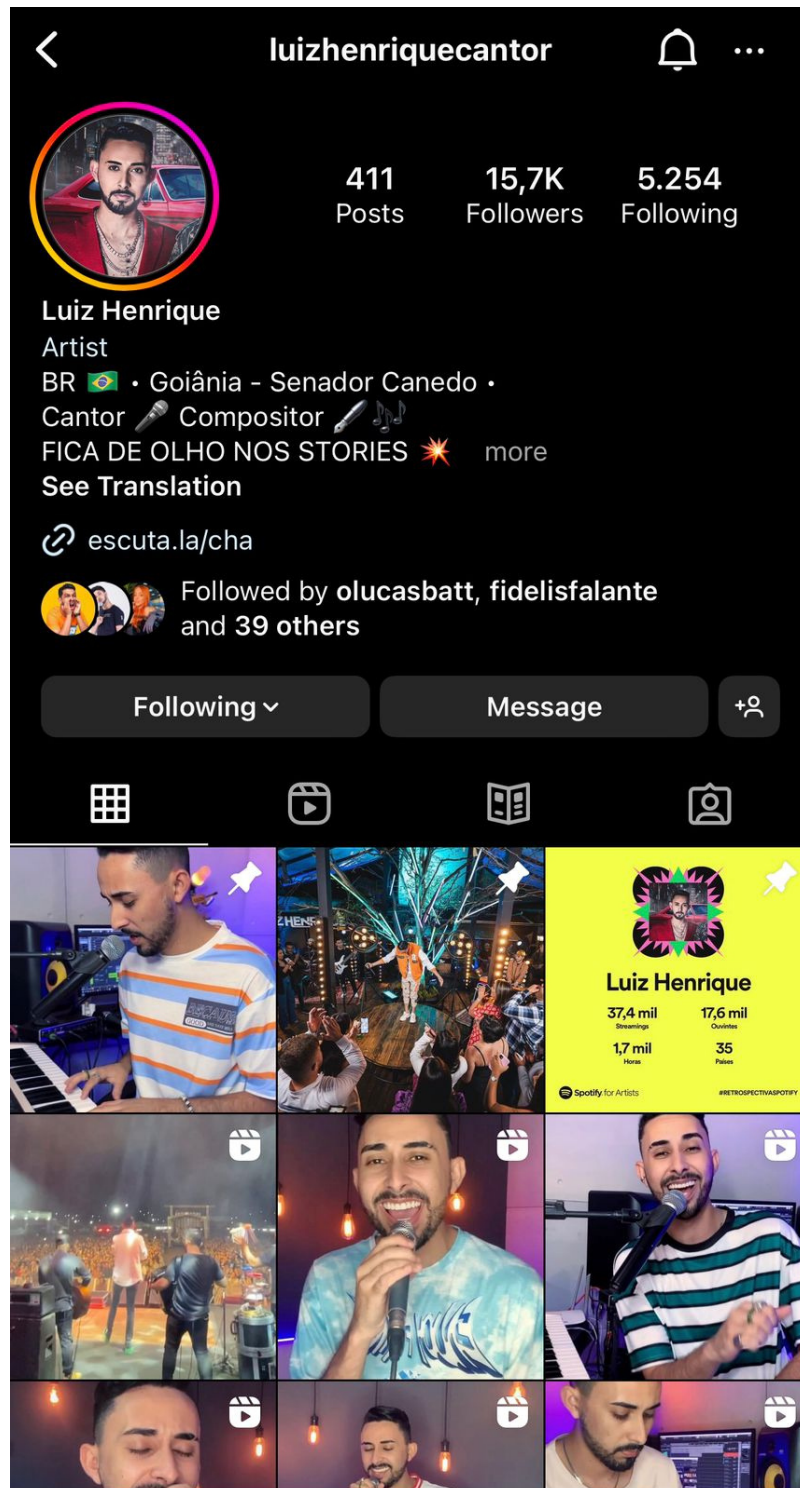 luizhenriquecantor
411
Posts
15,7K
Followers
5.254
Following
Luiz Henrique
Artist
BR 🇧🇷 • Goiânia - Senador Canedo •
Cantor 🎤 Compositor 🖊️🎶
FICA DE OLHO NOS STORIES 💥 more
See Translation
escuta.la/cha
Followed by olucasbatt, fidelisfalante
and 39 others
Following
Message
Luiz Henrique
37,4 mil
Streamings
17,6 mil
Ouvintes
1,7 mil
Horas
35
Países
Spotify for Artists
#RETROSPECTIVASPOTIFY